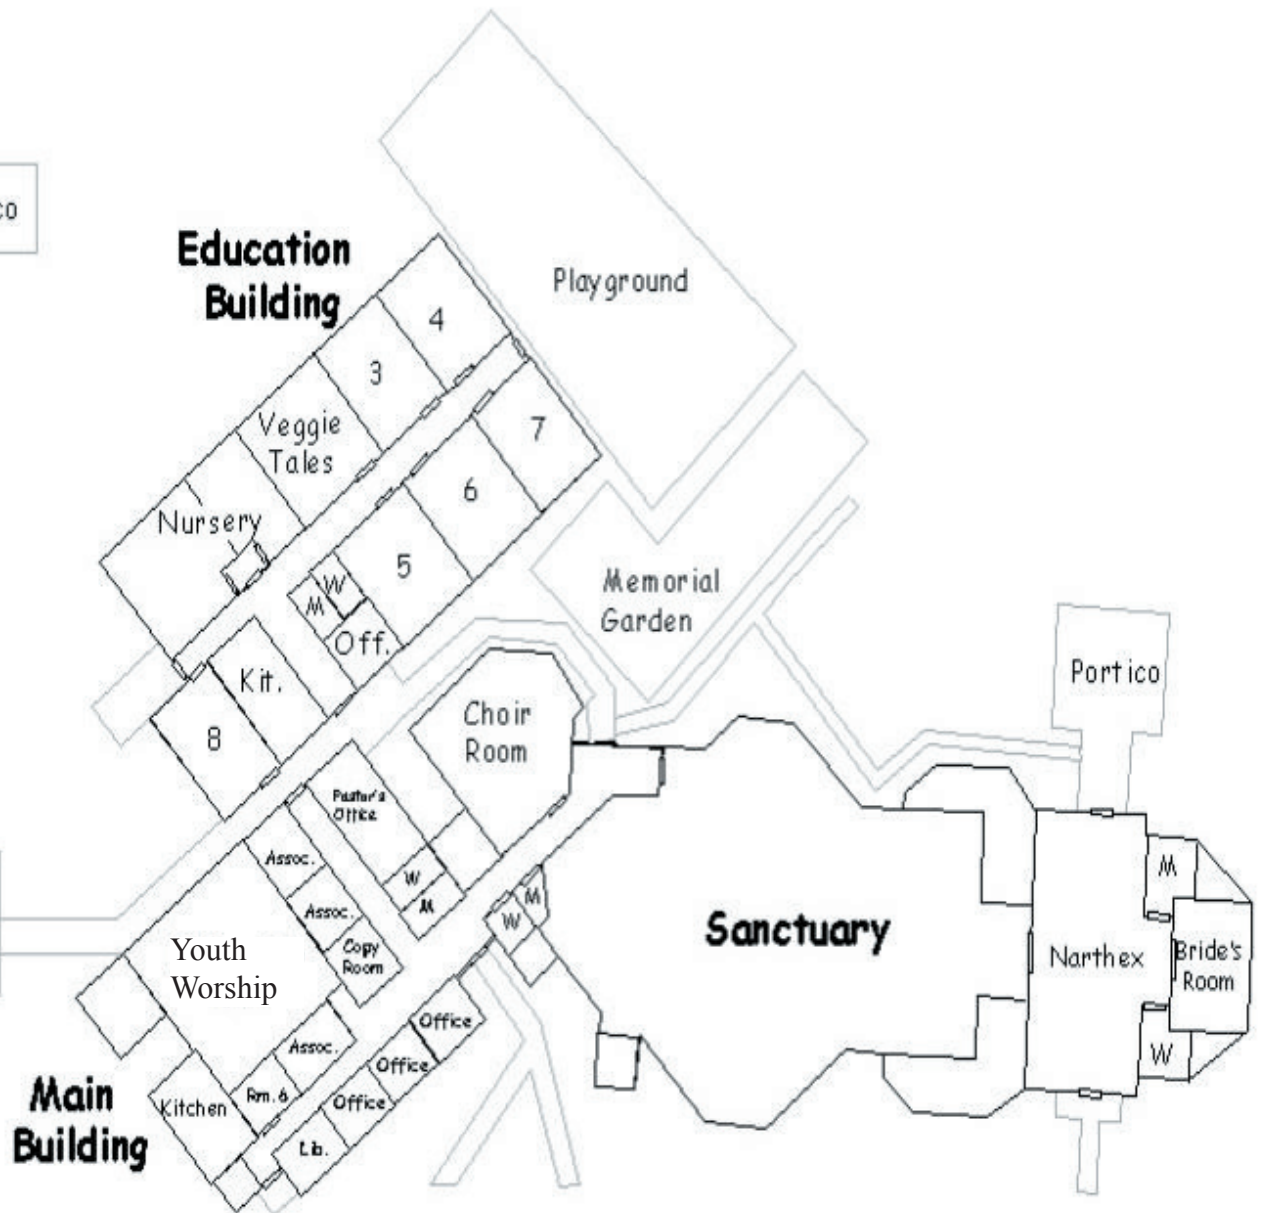 co
Education
Building
Playground
4
3
Veggie
Tales
7
6
Nursery
5
W
M
Off.
Memorial
Garden
Kit.
8
Choir
Room
Portico
Pastor's
Office
Assoc.
W
M
Assoc.
Copy
Room
M
W
Sanctuary
Narthex
M
Bride's
Room
W
Youth
Worship
Assoc.
Office
Office
Office
Rm. 6
Kitchen
Lib.
Main
Building